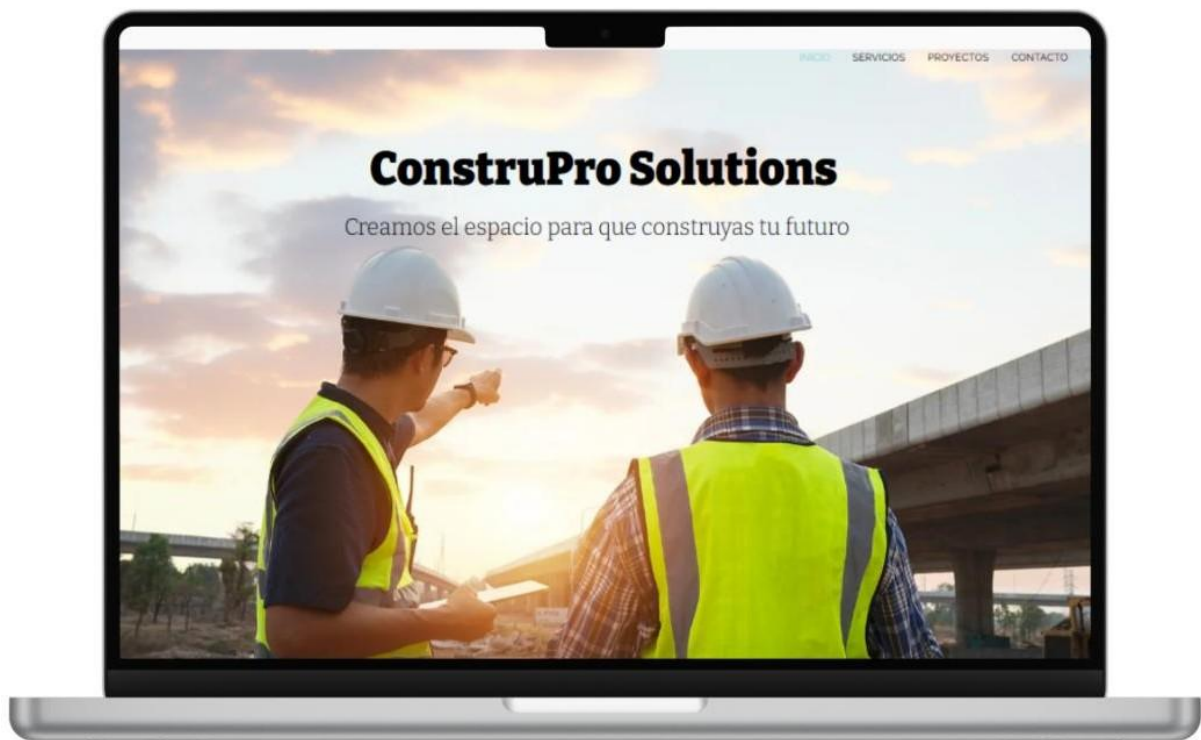 INICIO SERVICIOS PROYECTOS CONTACTO
ConstruPro Solutions
Creamos el espacio para que construyas tu futuro